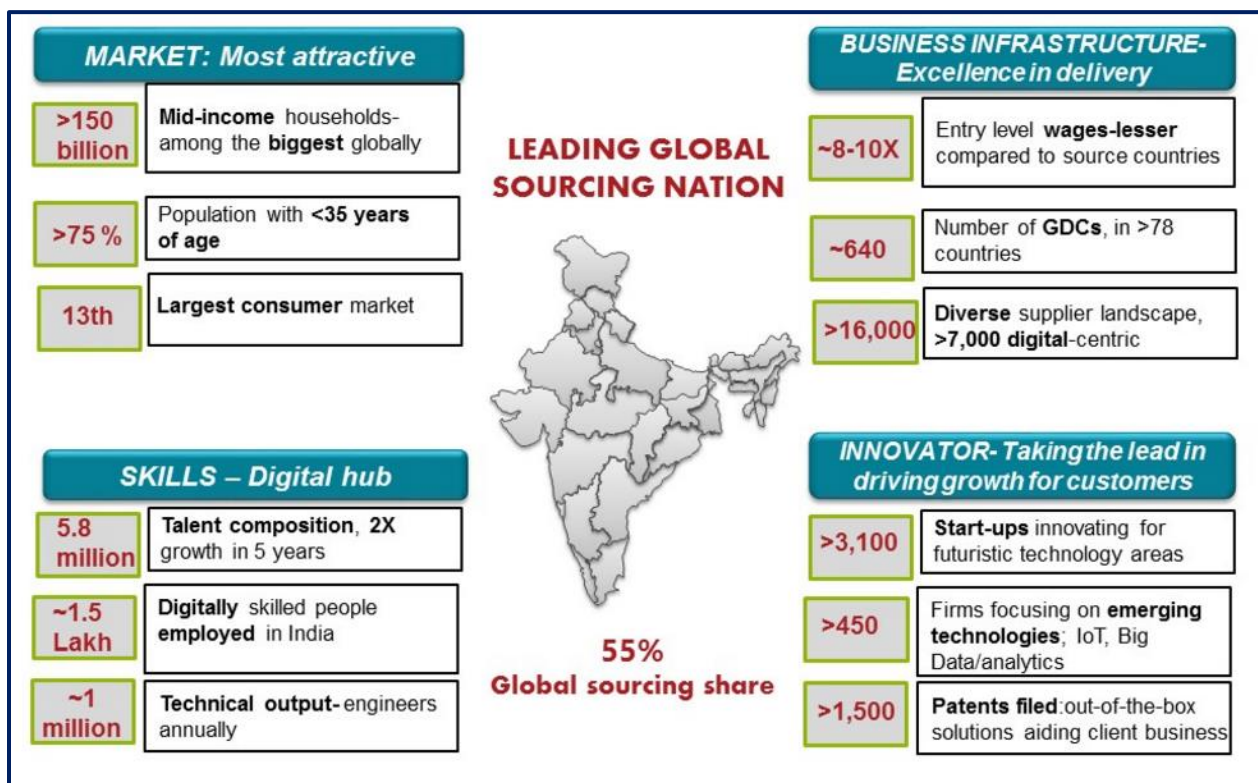 MARKET: Most attractive
>150
billion
Mid-income households-
among the biggest globally
>75 %
Population with <35 years
of age
13th
Largest consumer market
SKILLS – Digital hub
5.8
million
Talent composition, 2X
growth in 5 years
~1.5
Lakh
Digitally skilled people
employed in India
~1
million
Technical output- engineers
annually
LEADING GLOBAL
SOURCING NATION
55%
Global sourcing share
BUSINESS INFRASTRUCTURE-
Excellence in delivery
~8-10X
Entry level wages-lesser
compared to source countries
~640
Number of GDCs, in >78
countries
>16,000
Diverse supplier landscape,
>7,000 digital-centric
INNOVATOR- Taking the lead in
driving growth for customers
>3,100
Start-ups innovating for
futuristic technology areas
>450
Firms focusing on emerging
technologies; IoT, Big
Data/analytics
>1,500
Patents filed:out-of-the-box
solutions aiding client business